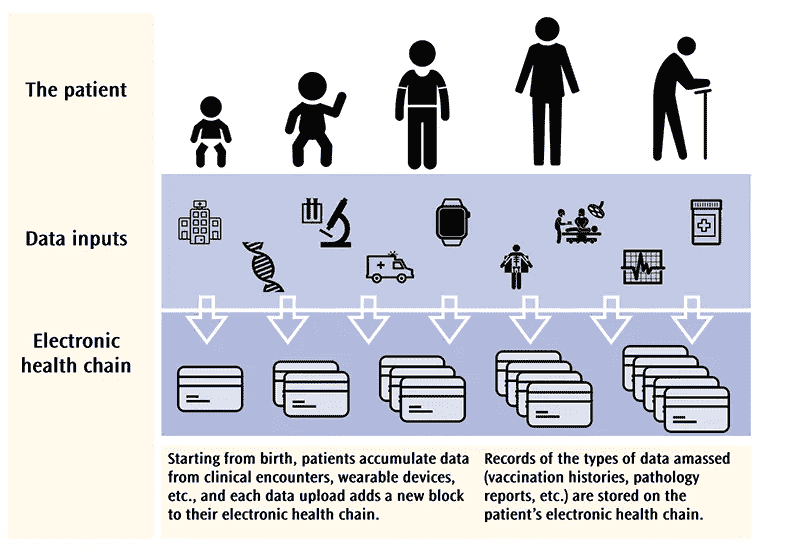 The patient
Data inputs
Electronic
health chain
Starting from birth, patients accumulate data
from clinical encounters, wearable devices,
etc., and each data upload adds a new block
to their electronic health chain.
Records of the types of data amassed
(vaccination histories, pathology
reports, etc.) are stored on the
patient's electronic health chain.